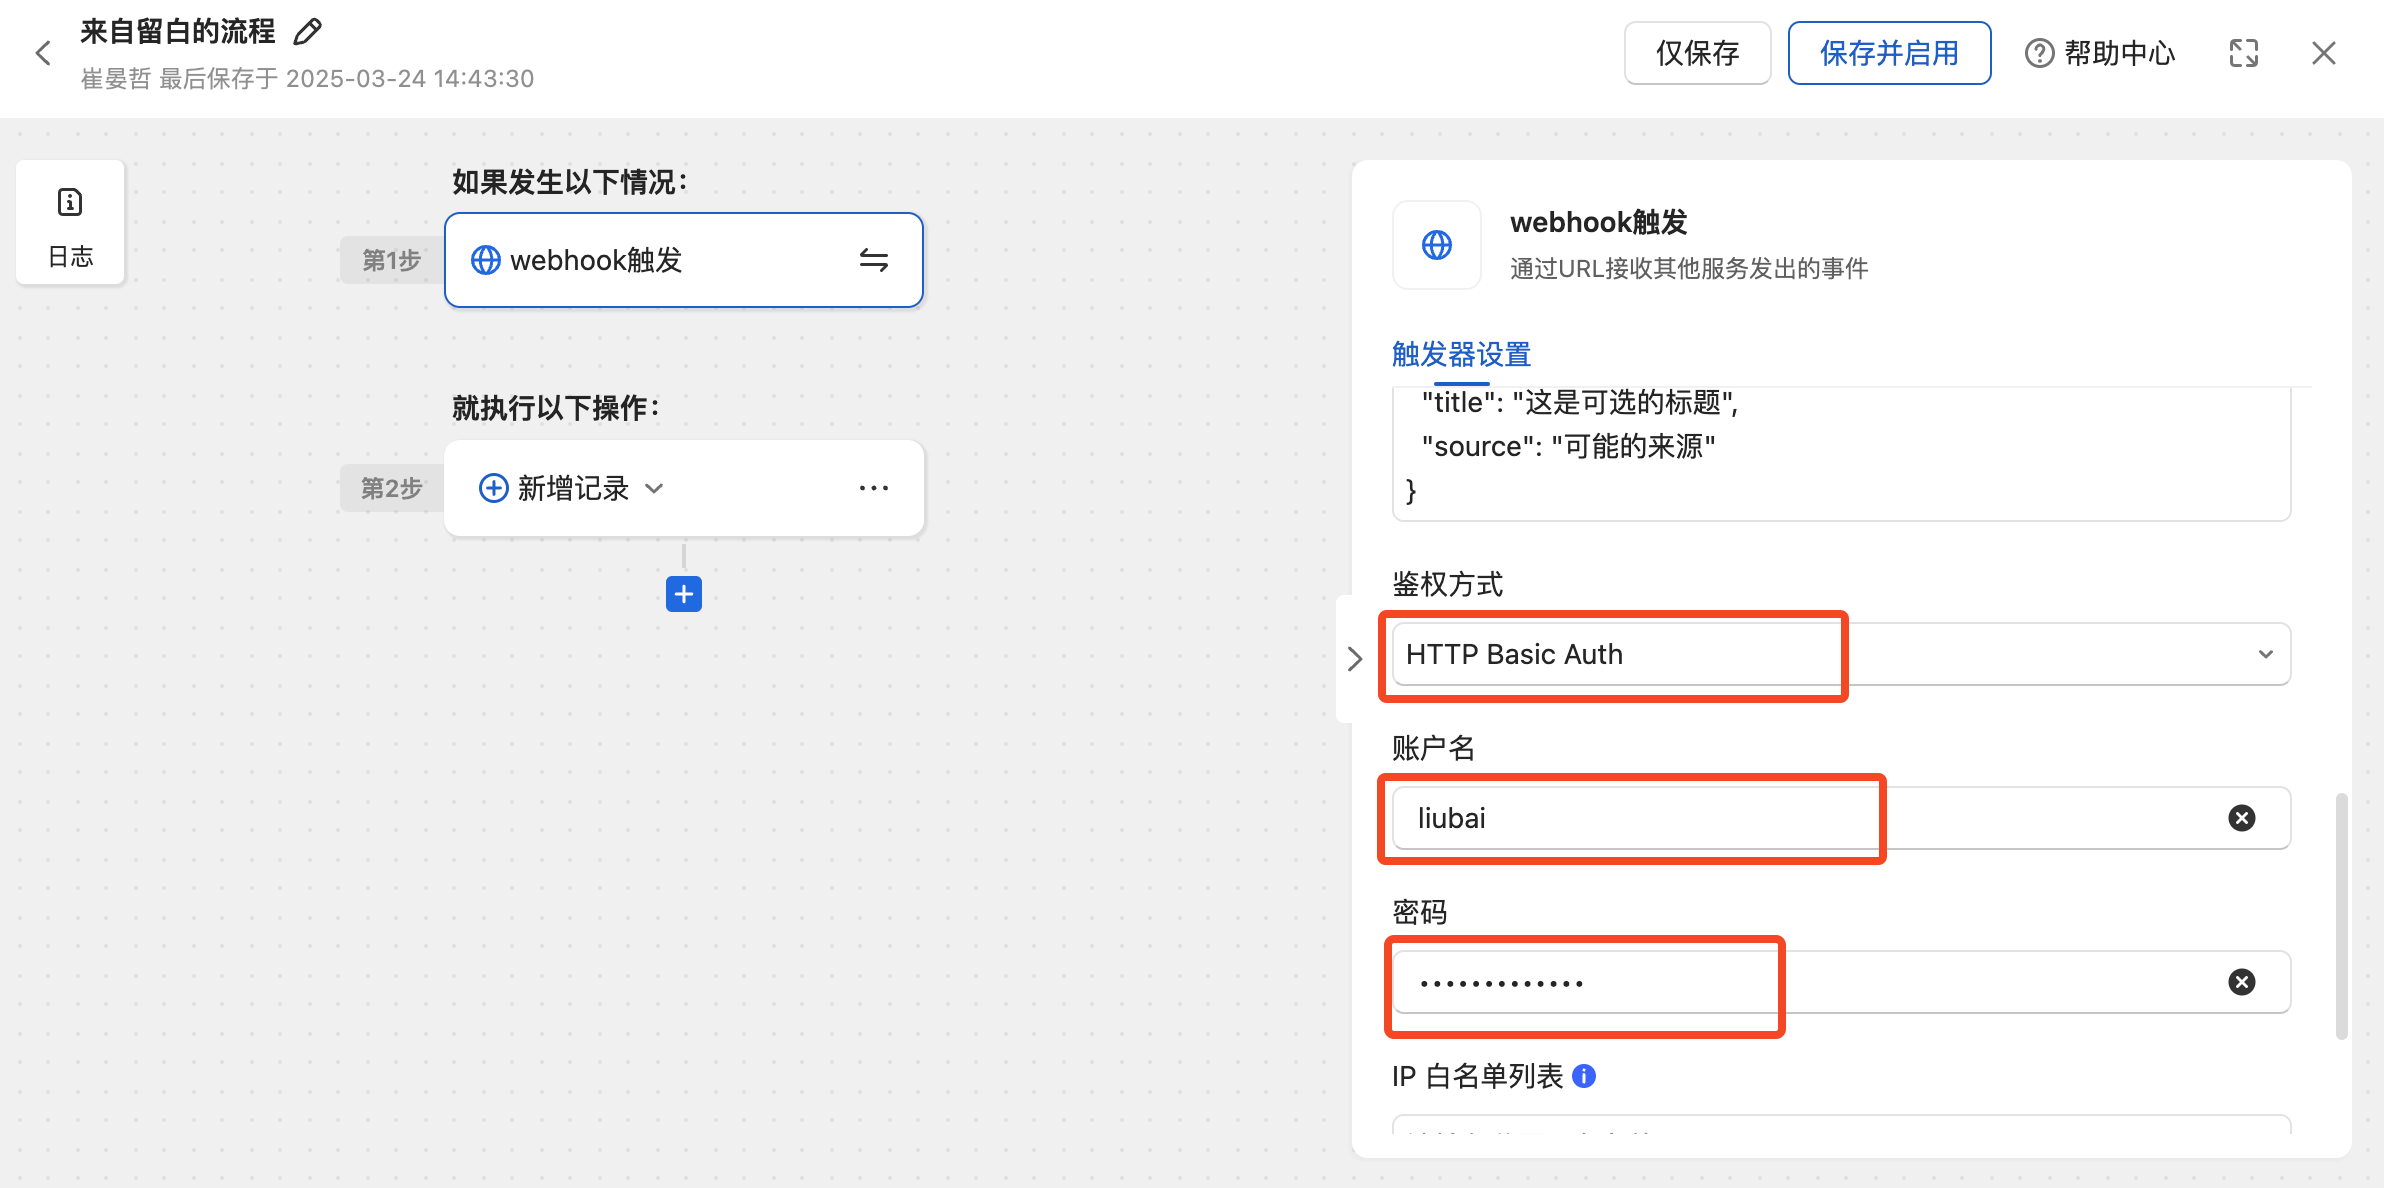 来自留白的流程
崔晏哲 最后保存于 2025-03-24 14:43:30
仅保存
保存并启用
帮助中心
日志
如果发生以下情况：
第1步
webhook触发
就执行以下操作：
第2步
新增记录
webhook触发
通过URL接收其他服务发出的事件
触发器设置
"title": "这是可选的标题",
"source": "可能的来源"
}
鉴权方式
HTTP Basic Auth
账户名
liubai
密码
•••••••••••••
IP 白名单列表